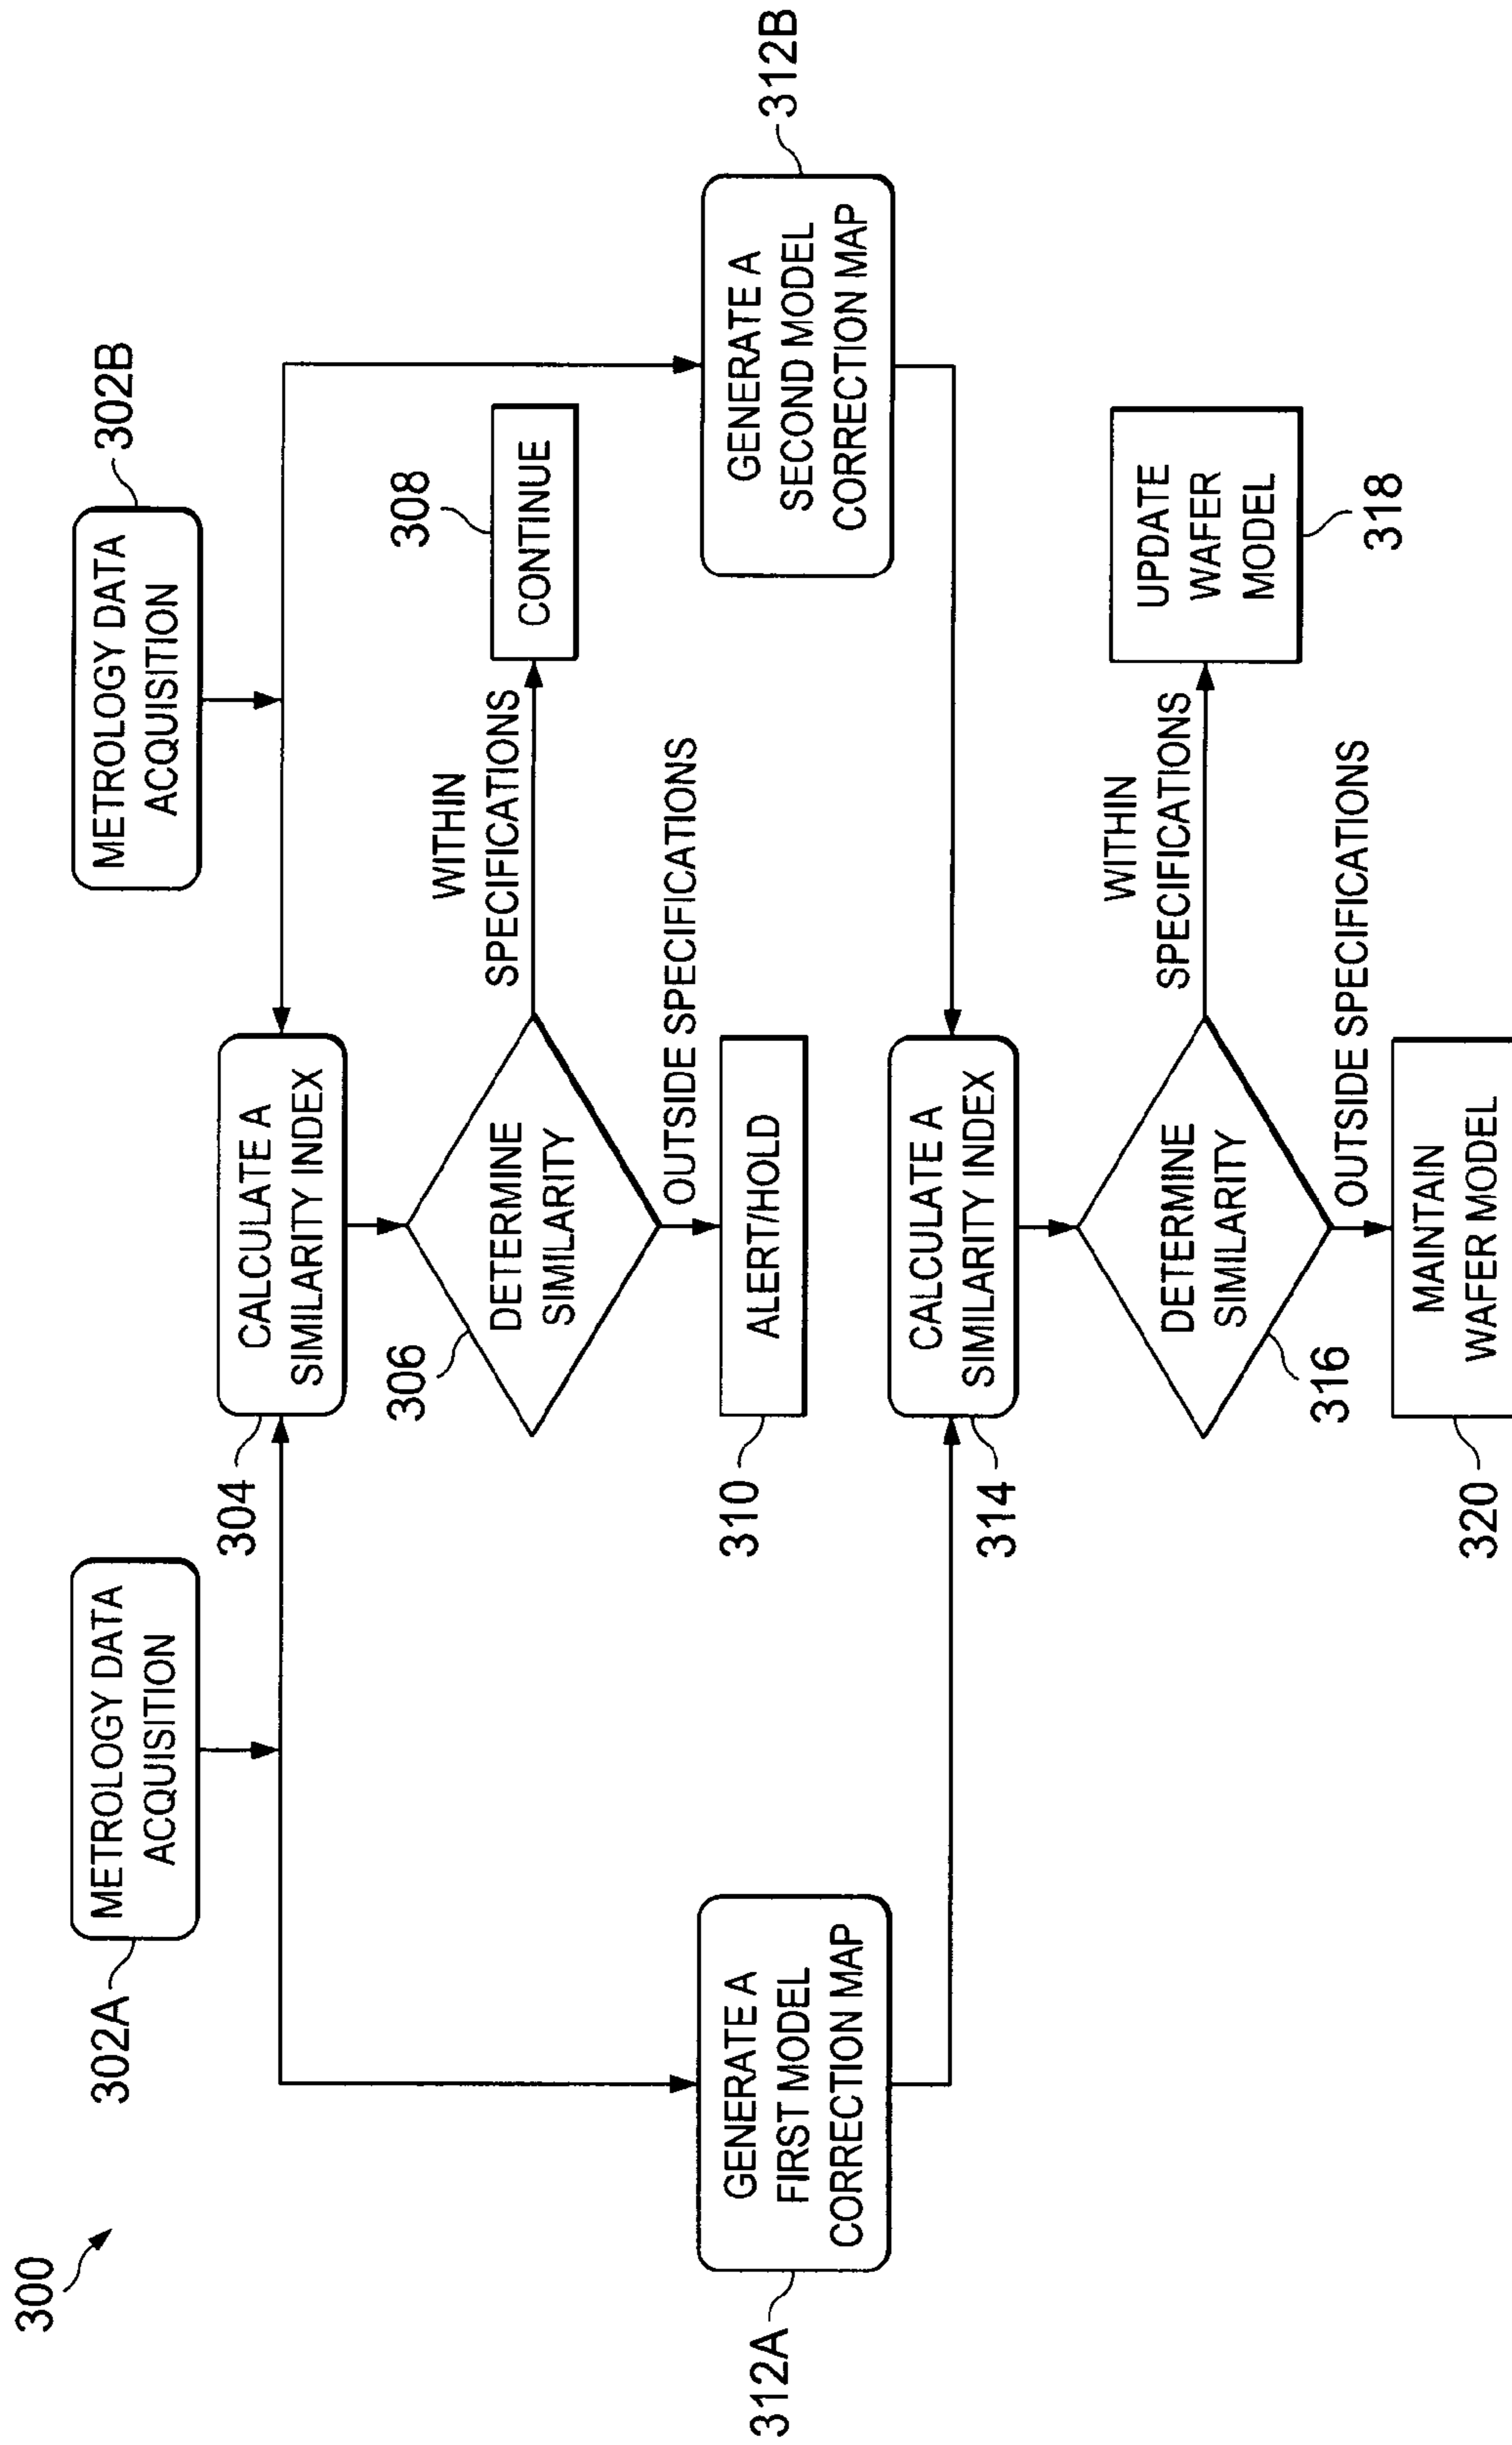 300
302A
METROLOGY DATA
ACQUISITION
METROLOGY DATA
ACQUISITION
302B
304
CALCULATE A
SIMILARITY INDEX
306
DETERMINE
SIMILARITY
WITHIN
SPECIFICATIONS
308
CONTINUE
OUTSIDE SPECIFICATIONS
310
ALERT/HOLD
312A
GENERATE A
FIRST MODEL
CORRECTION MAP
GENERATE A
SECOND MODEL
CORRECTION MAP
312B
314
CALCULATE A
SIMILARITY INDEX
316
DETERMINE
SIMILARITY
WITHIN
SPECIFICATIONS
UPDATE
WAFER
MODEL
318
OUTSIDE SPECIFICATIONS
320
MAINTAIN
WAFER MODEL